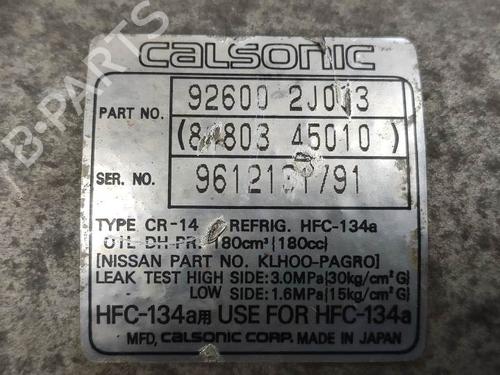 CALSONIC
PART NO. 92600 2J013
(84803 45010)
SER. NO.
TYPE CR-14 REFRIG. HFC-134a
OIL DH-PR. 180cm³ (180cc)
[NISSAN PART NO. KLH00-PAGR0]
LEAK TEST HIGH SIDE: 3.0MPa{30kg/cm²G}
LOW SIDE: 1.6MPa{15kg/cm²G}
HFC-134a用 USE FOR HFC-134a
MFD, CALSONIC CORP. MADE IN JAPAN
B-PARTS